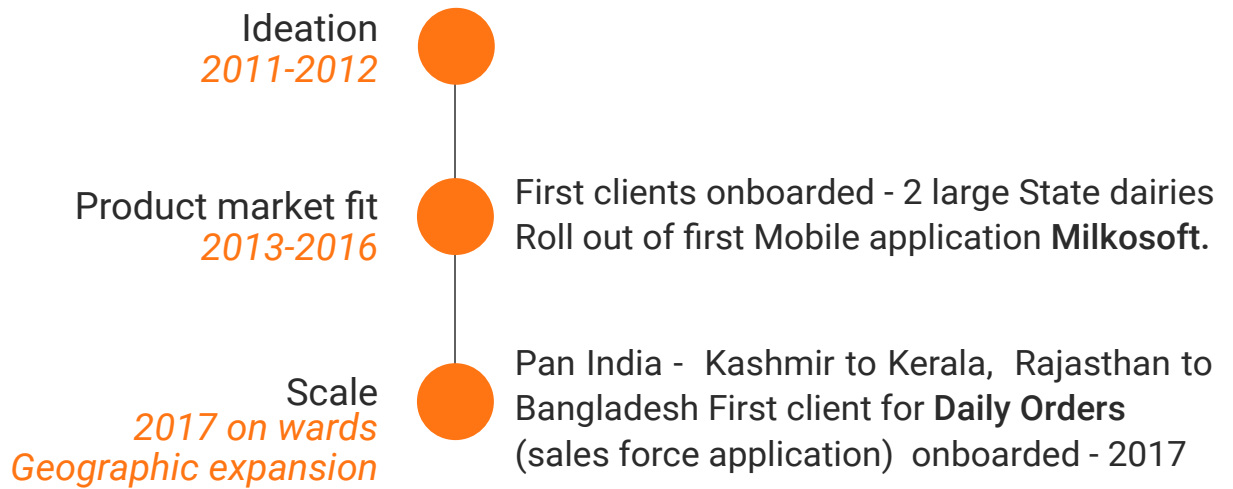 Ideation
2011-2012
Product market fit
2013-2016
First clients onboarded - 2 large State dairies
Roll out of first Mobile application Milkosoft.
Scale
2017 on wards
Geographic expansion
Pan India - Kashmir to Kerala, Rajasthan to
Bangladesh First client for Daily Orders
(sales force application) onboarded - 2017